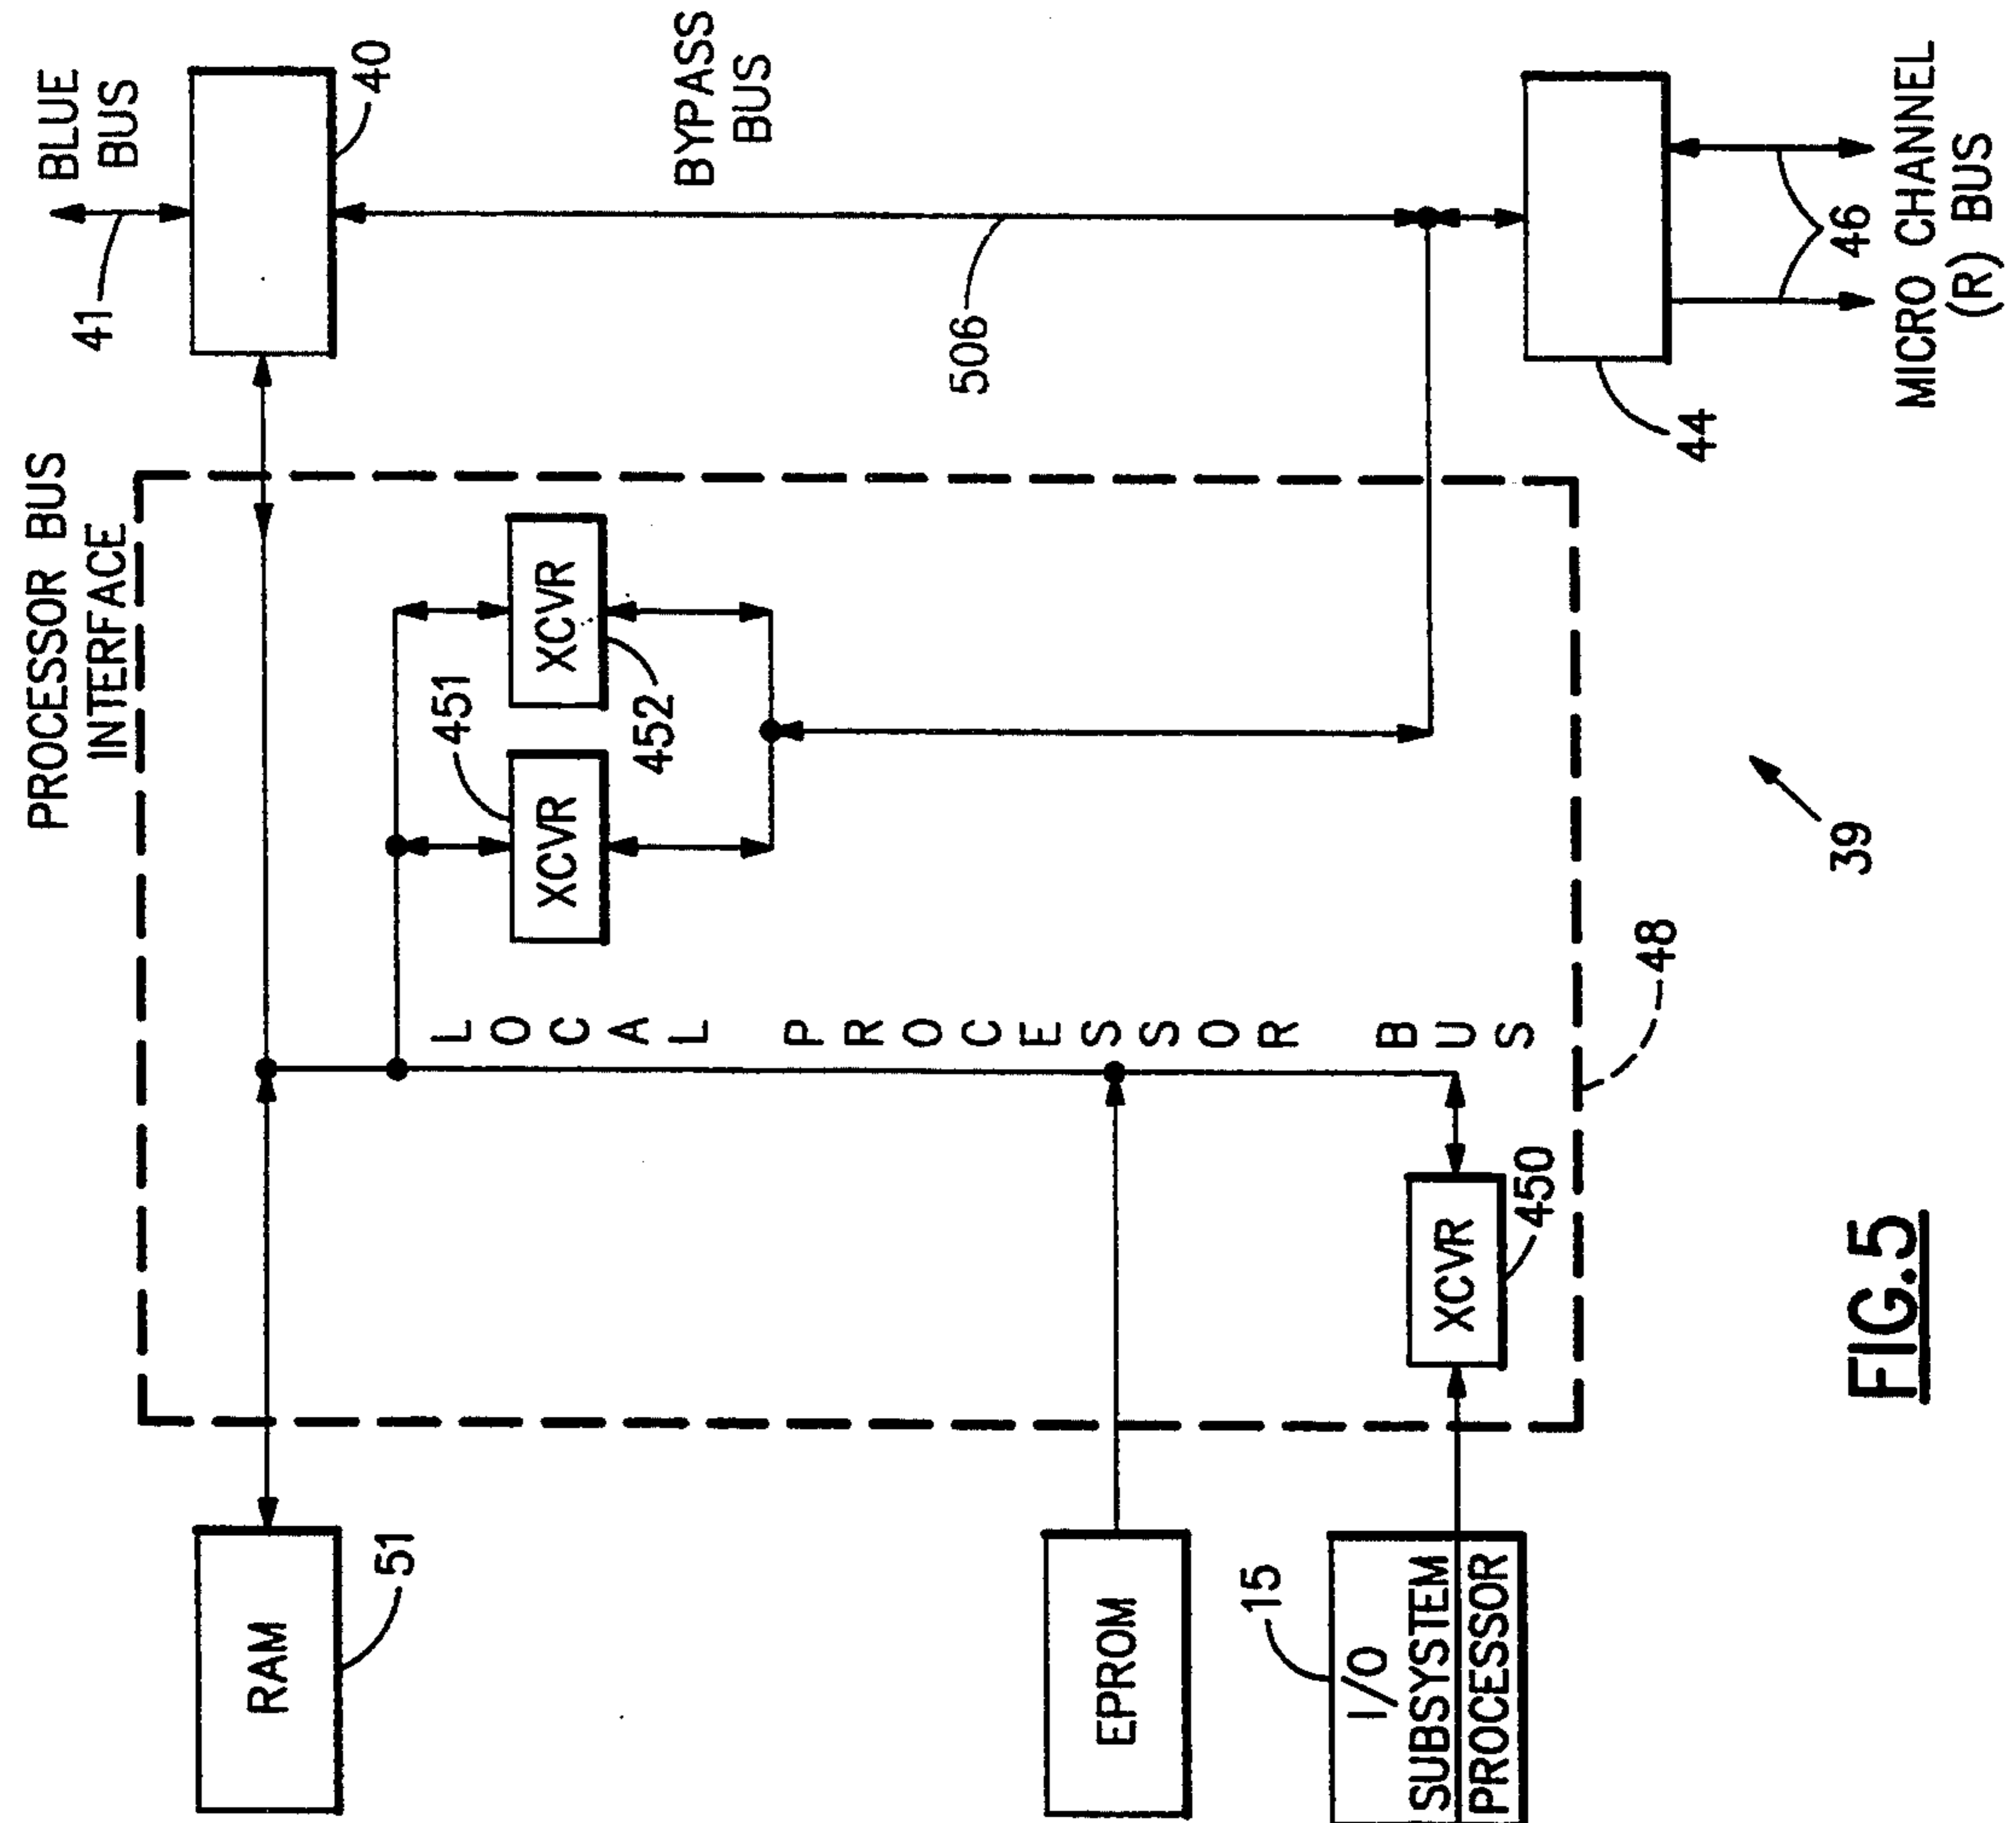 BLUE
BUS
41
40
PROCESSOR BUS
INTERFACE
BYPASS
BUS
506
451
XCVR
XCVR
452
LOCAL PROCESSOR BUS
RAM
51
EPROM
15
I/O
SUBSYSTEM
PROCESSOR
XCVR
450
48
39
44
46
MICRO CHANNEL
(R) BUS
FIG.5